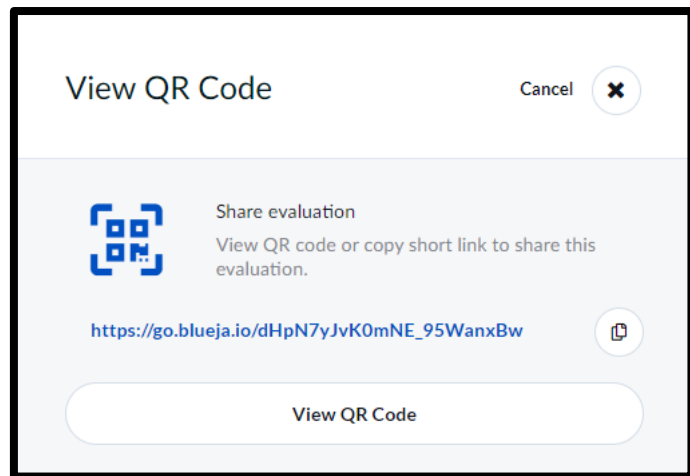 View QR Code
Cancel
Share evaluation
View QR code or copy short link to share this
evaluation.
https://go.blueja.io/dHpN7yJvK0mNE_95WanxBw
View QR Code